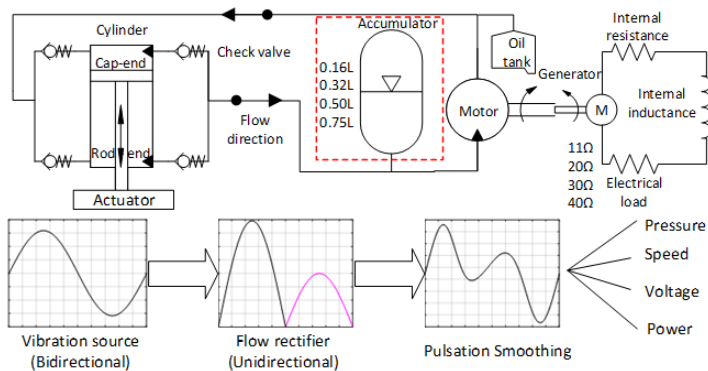 Cylinder
Cap-end
Rod-end
Actuator
Check valve
Flow
direction
Accumulator
0.16L
0.32L
0.50L
0.75L
Oil
tank
Motor
Generator
M
Internal
resistance
Internal
inductance
11Ω
20Ω
30Ω
40Ω
Electrical
load
Vibration source
(Bidirectional)
Flow rectifier
(Unidirectional)
Pulsation Smoothing
Pressure
Speed
Voltage
Power